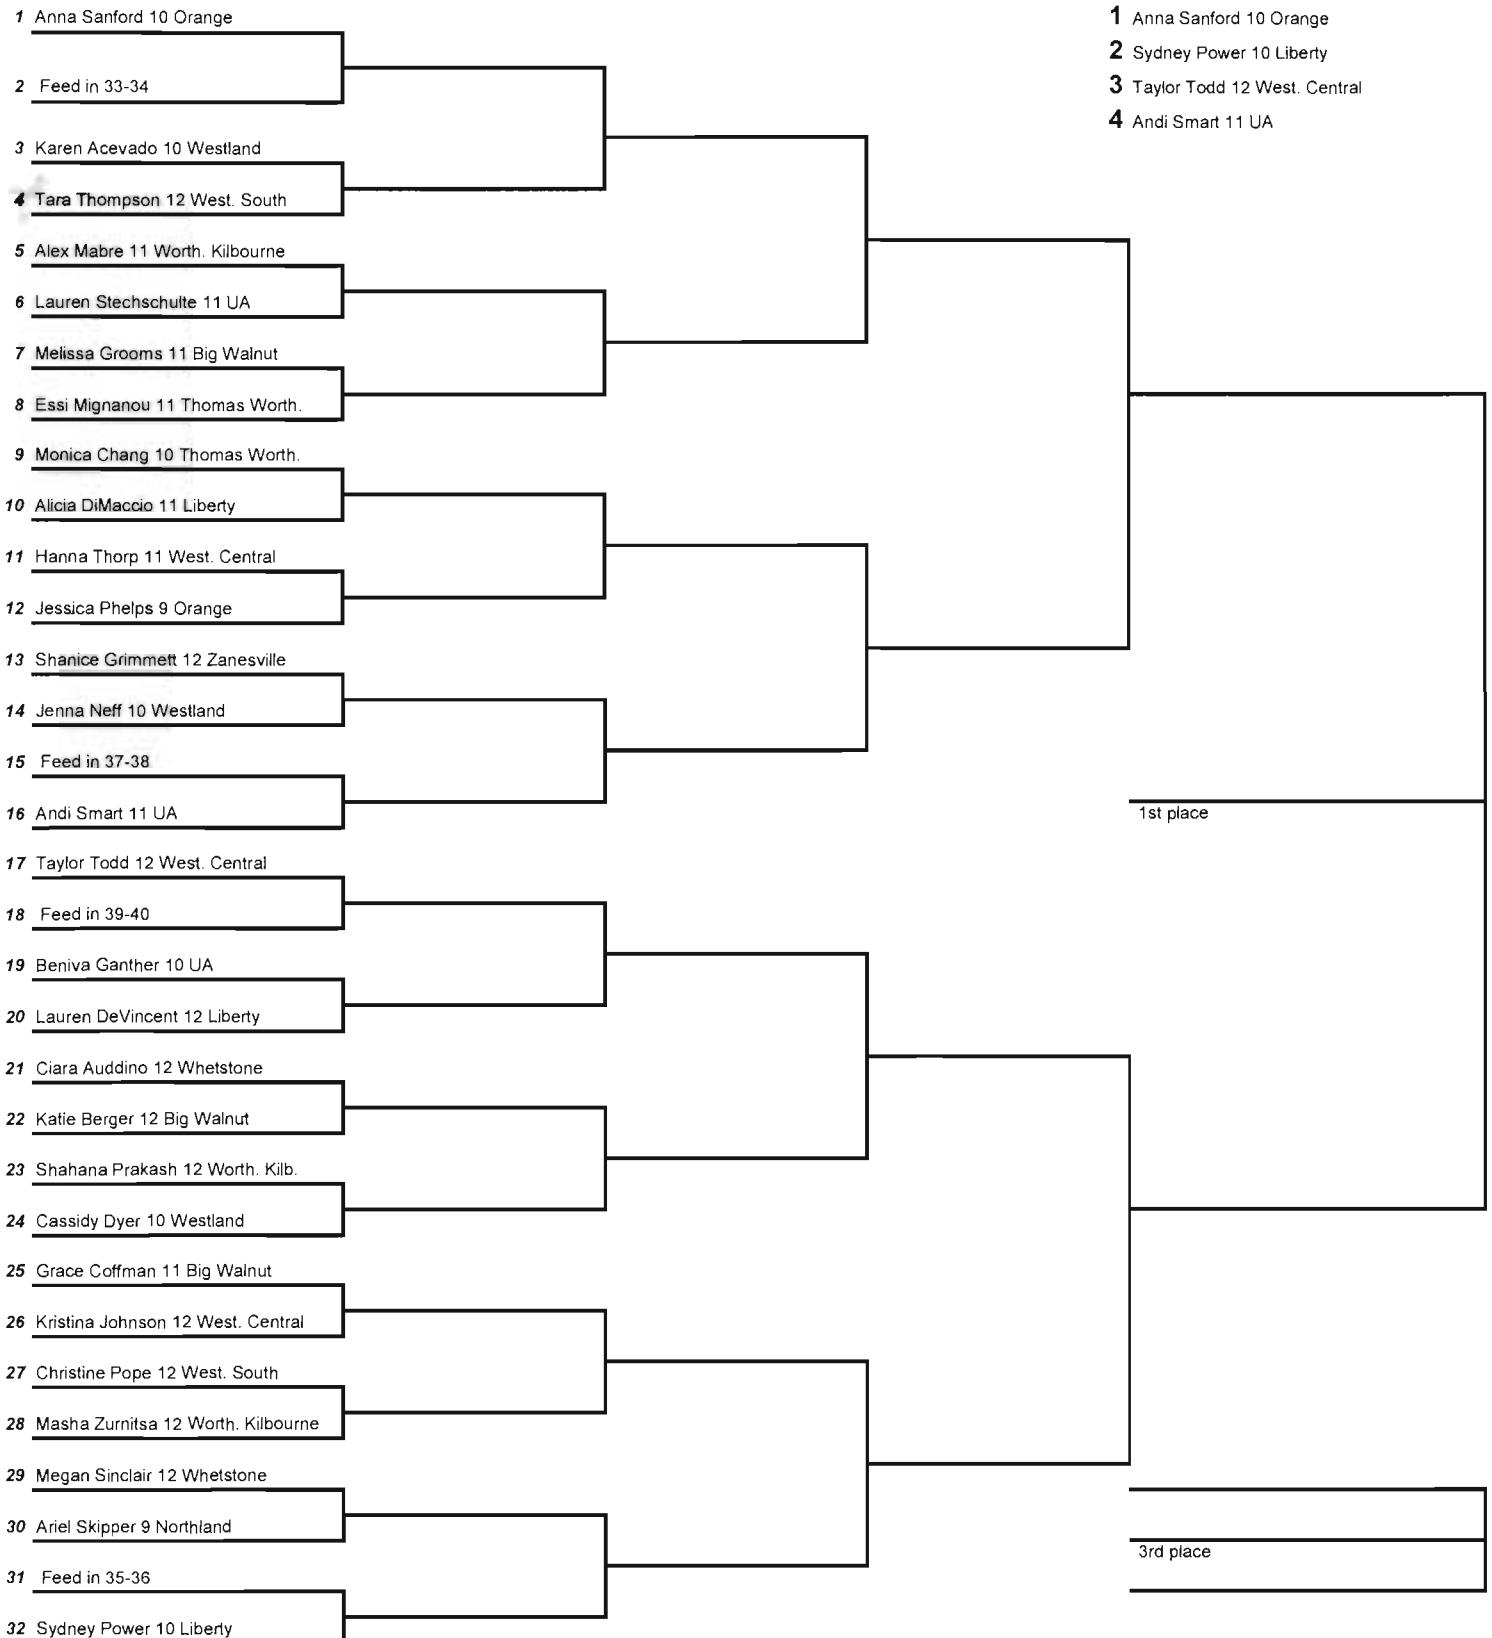 1 Anna Sanford 10 Orange
2 Feed in 33-34
3 Karen Acevado 10 Westland
4 Tara Thompson 12 West. South
5 Alex Mabre 11 Worth. Kilbourne
6 Lauren Stechschulte 11 UA
7 Melissa Grooms 11 Big Walnut
8 Essi Mignanou 11 Thomas Worth.
9 Monica Chang 10 Thomas Worth.
10 Alicia DiMaccio 11 Liberty
11 Hanna Thorp 11 West. Central
12 Jessica Phelps 9 Orange
13 Shanice Grimmett 12 Zanesville
14 Jenna Neff 10 Westland
15 Feed in 37-38
16 Andi Smart 11 UA
17 Taylor Todd 12 West. Central
18 Feed in 39-40
19 Beniva Ganther 10 UA
20 Lauren DeVincent 12 Liberty
21 Ciara Auddino 12 Whetstone
22 Katie Berger 12 Big Walnut
23 Shahana Prakash 12 Worth. Kilb.
24 Cassidy Dyer 10 Westland
25 Grace Coffman 11 Big Walnut
26 Kristina Johnson 12 West. Central
27 Christine Pope 12 West. South
28 Masha Zurnitsa 12 Worth. Kilbourne
29 Megan Sinclair 12 Whetstone
30 Ariel Skipper 9 Northland
31 Feed in 35-36
32 Sydney Power 10 Liberty
1 Anna Sanford 10 Orange
2 Sydney Power 10 Liberty
3 Taylor Todd 12 West. Central
4 Andi Smart 11 UA
1st place
3rd place